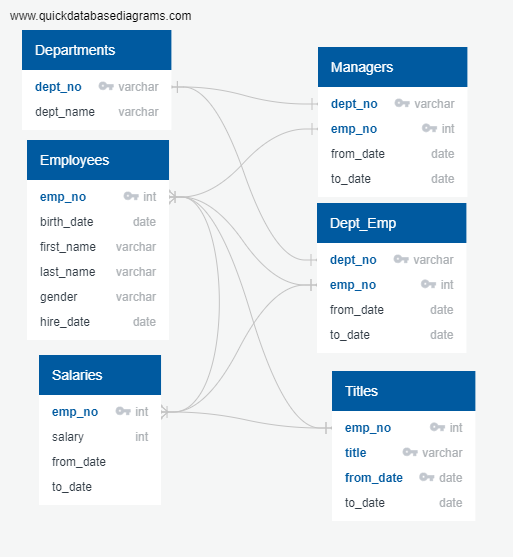 www.quickdatabasediagrams.com
Departments
dept_no varchar
dept_name varchar
Employees
emp_no int
birth_date date
first_name varchar
last_name varchar
gender varchar
hire_date date
Salaries
emp_no int
salary int
from_date
to_date
Managers
dept_no varchar
emp_no int
from_date date
to_date date
Dept_Emp
dept_no varchar
emp_no int
from_date date
to_date date
Titles
emp_no int
title varchar
from_date date
to_date date